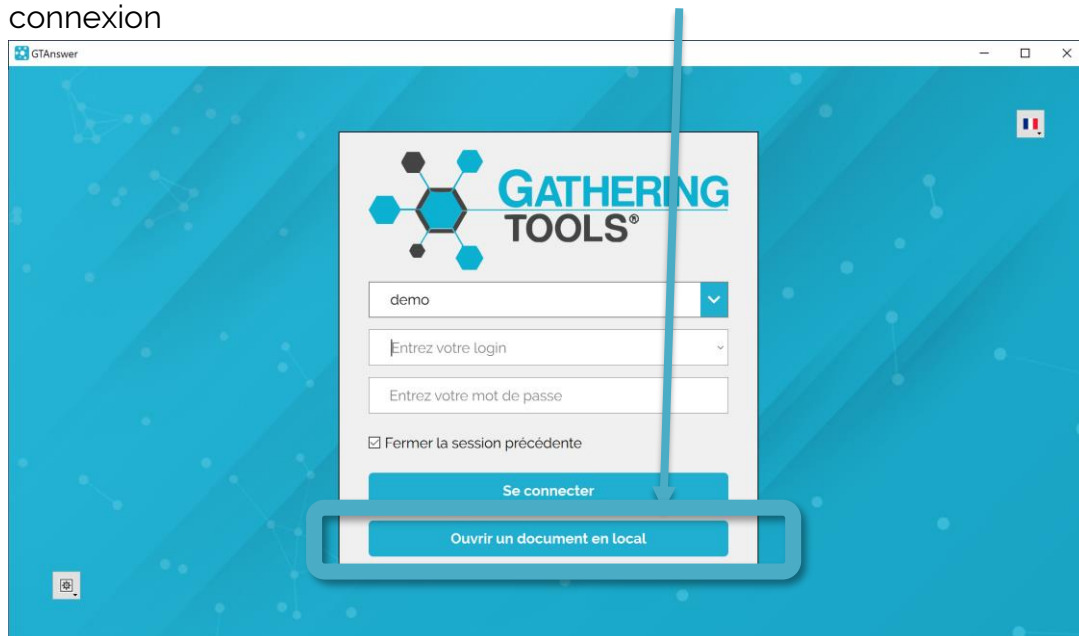 connexion
GTAnswer
GATHERING
TOOLS®
demo
Entrez votre login
Entrez votre mot de passe
Fermer la session précédente
Se connecter
Ouvrir un document en local